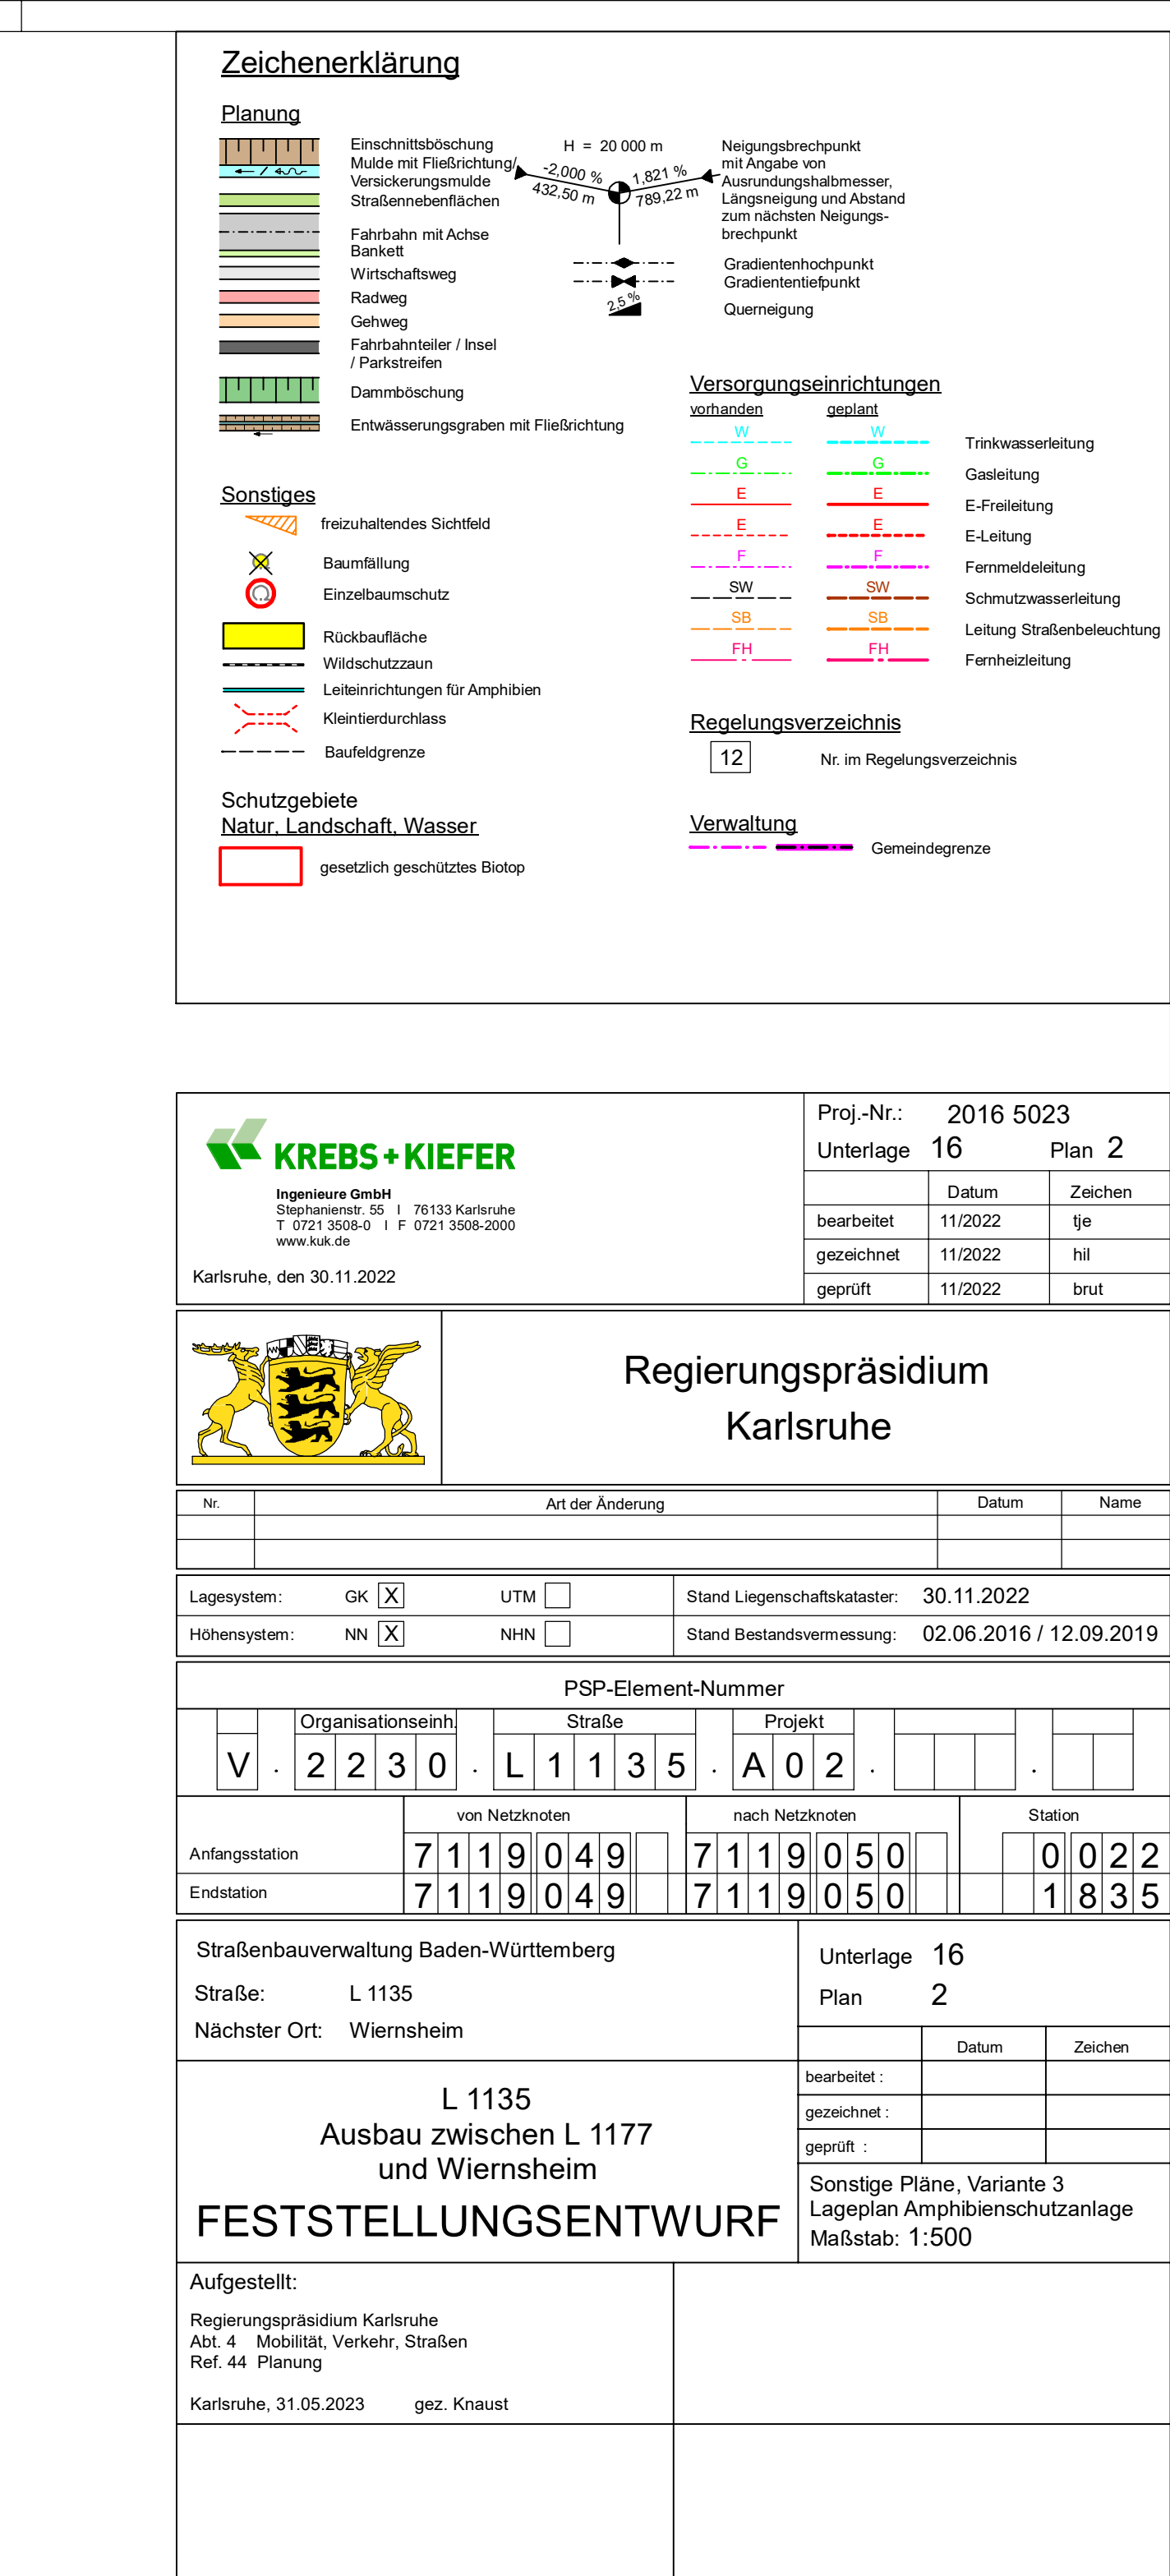 Zeichenerklärung
Planung
Einschnittsböschung
Mulde mit Fließrichtung/
Versickerungsmulde
Straßennebenflächen
Fahrbahn mit Achse
Bankett
Wirtschaftsweg
Radweg
Gehweg
Fahrbahnteiler / Insel
/ Parkstreifen
Dammböschung
Entwässerungsgraben mit Fließrichtung
H = 20 000 m
-2,000 %
432,50 m
1,821 %
789,22 m
Neigungsbrechpunkt
mit Angabe von
Ausrundungshalbmesser,
Längsneigung und Abstand
zum nächsten Neigungs-
brechpunkt
Gradientenhochpunkt
Gradiententiefpunkt
2,5 %
Querneigung
Versorgungseinrichtungen
vorhanden geplant
W W Trinkwasserleitung
G G Gasleitung
E E E-Freileitung
E E E-Leitung
F F Fernmeldeleitung
SW SW Schmutzwasserleitung
SB SB Leitung Straßenbeleuchtung
FH FH Fernheizleitung
Sonstiges
freizuhaltendes Sichtfeld
Baumfällung
Einzelbaumschutz
Rückbaufläche
Wildschutzzaun
Leiteinrichtungen für Amphibien
Kleintierdurchlass
Baufeldgrenze
Regelungsverzeichnis
12 Nr. im Regelungsverzeichnis
Schutzgebiete
Natur, Landschaft, Wasser
gesetzlich geschütztes Biotop
Verwaltung
Gemeindegrenze
KREBS+KIEFER
Ingenieure GmbH
Stephanienstr. 55 I 76133 Karlsruhe
T 0721 3508-0 I F 0721 3508-2000
www.kuk.de
Karlsruhe, den 30.11.2022
Proj.-Nr.: 2016 5023
Unterlage 16 Plan 2
Datum Zeichen
bearbeitet 11/2022 tje
gezeichnet 11/2022 hil
geprüft 11/2022 brut
Regierungspräsidium
Karlsruhe
Nr. Art der Änderung Datum Name
Lagesystem: GK X UTM Stand Liegenschaftskataster: 30.11.2022
Höhensystem: NN X NHN Stand Bestandsvermessung: 02.06.2016 / 12.09.2019
PSP-Element-Nummer
Organisationseinh. Straße Projekt
V . 2 2 3 0 . L 1 1 3 5 . A 0 2 . .
von Netzknoten nach Netzknoten Station
Anfangsstation 7 1 1 9 0 4 9 7 1 1 9 0 5 0 0 0 2 2
Endstation 7 1 1 9 0 4 9 7 1 1 9 0 5 0 1 8 3 5
Straßenbauverwaltung Baden-Württemberg
Straße: L 1135
Nächster Ort: Wiernsheim
Unterlage 16
Plan 2
Datum Zeichen
bearbeitet :
gezeichnet :
geprüft :
L 1135
Ausbau zwischen L 1177
und Wiernsheim
FESTSTELLUNGSENTWURF
Sonstige Pläne, Variante 3
Lageplan Amphibienschutzanlage
Maßstab: 1:500
Aufgestellt:
Regierungspräsidium Karlsruhe
Abt. 4 Mobilität, Verkehr, Straßen
Ref. 44 Planung
Karlsruhe, 31.05.2023 gez. Knaust